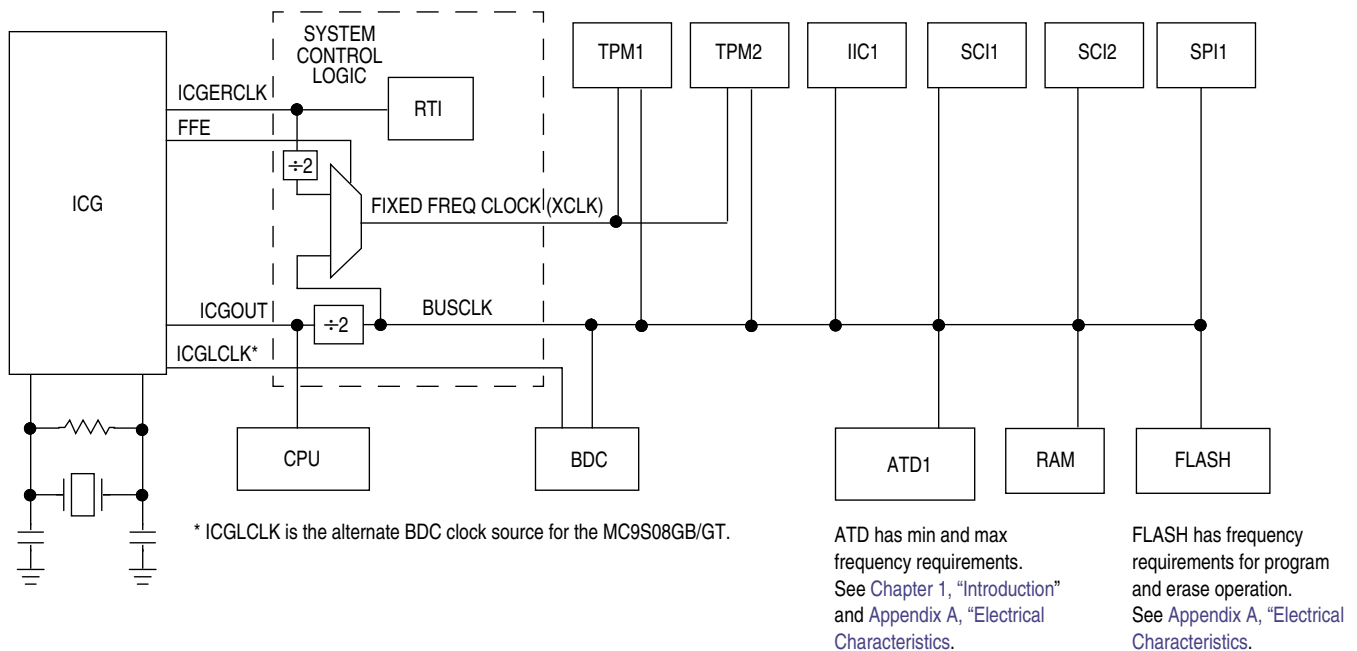 SYSTEM
CONTROL
LOGIC
TPM1
TPM2
IIC1
SCI1
SCI2
SPI1
ICGERCLK
RTI
FFE
÷2
ICG
FIXED FREQ CLOCK (XCLK)
ICGOUT
÷2
BUSCLK
ICGLCLK*
CPU
BDC
ATD1
RAM
FLASH
* ICGLCLK is the alternate BDC clock source for the MC9S08GB/GT.
ATD has min and max
frequency requirements.
See Chapter 1, “Introduction”
and Appendix A, “Electrical
Characteristics.
FLASH has frequency
requirements for program
and erase operation.
See Appendix A, “Electrical
Characteristics.